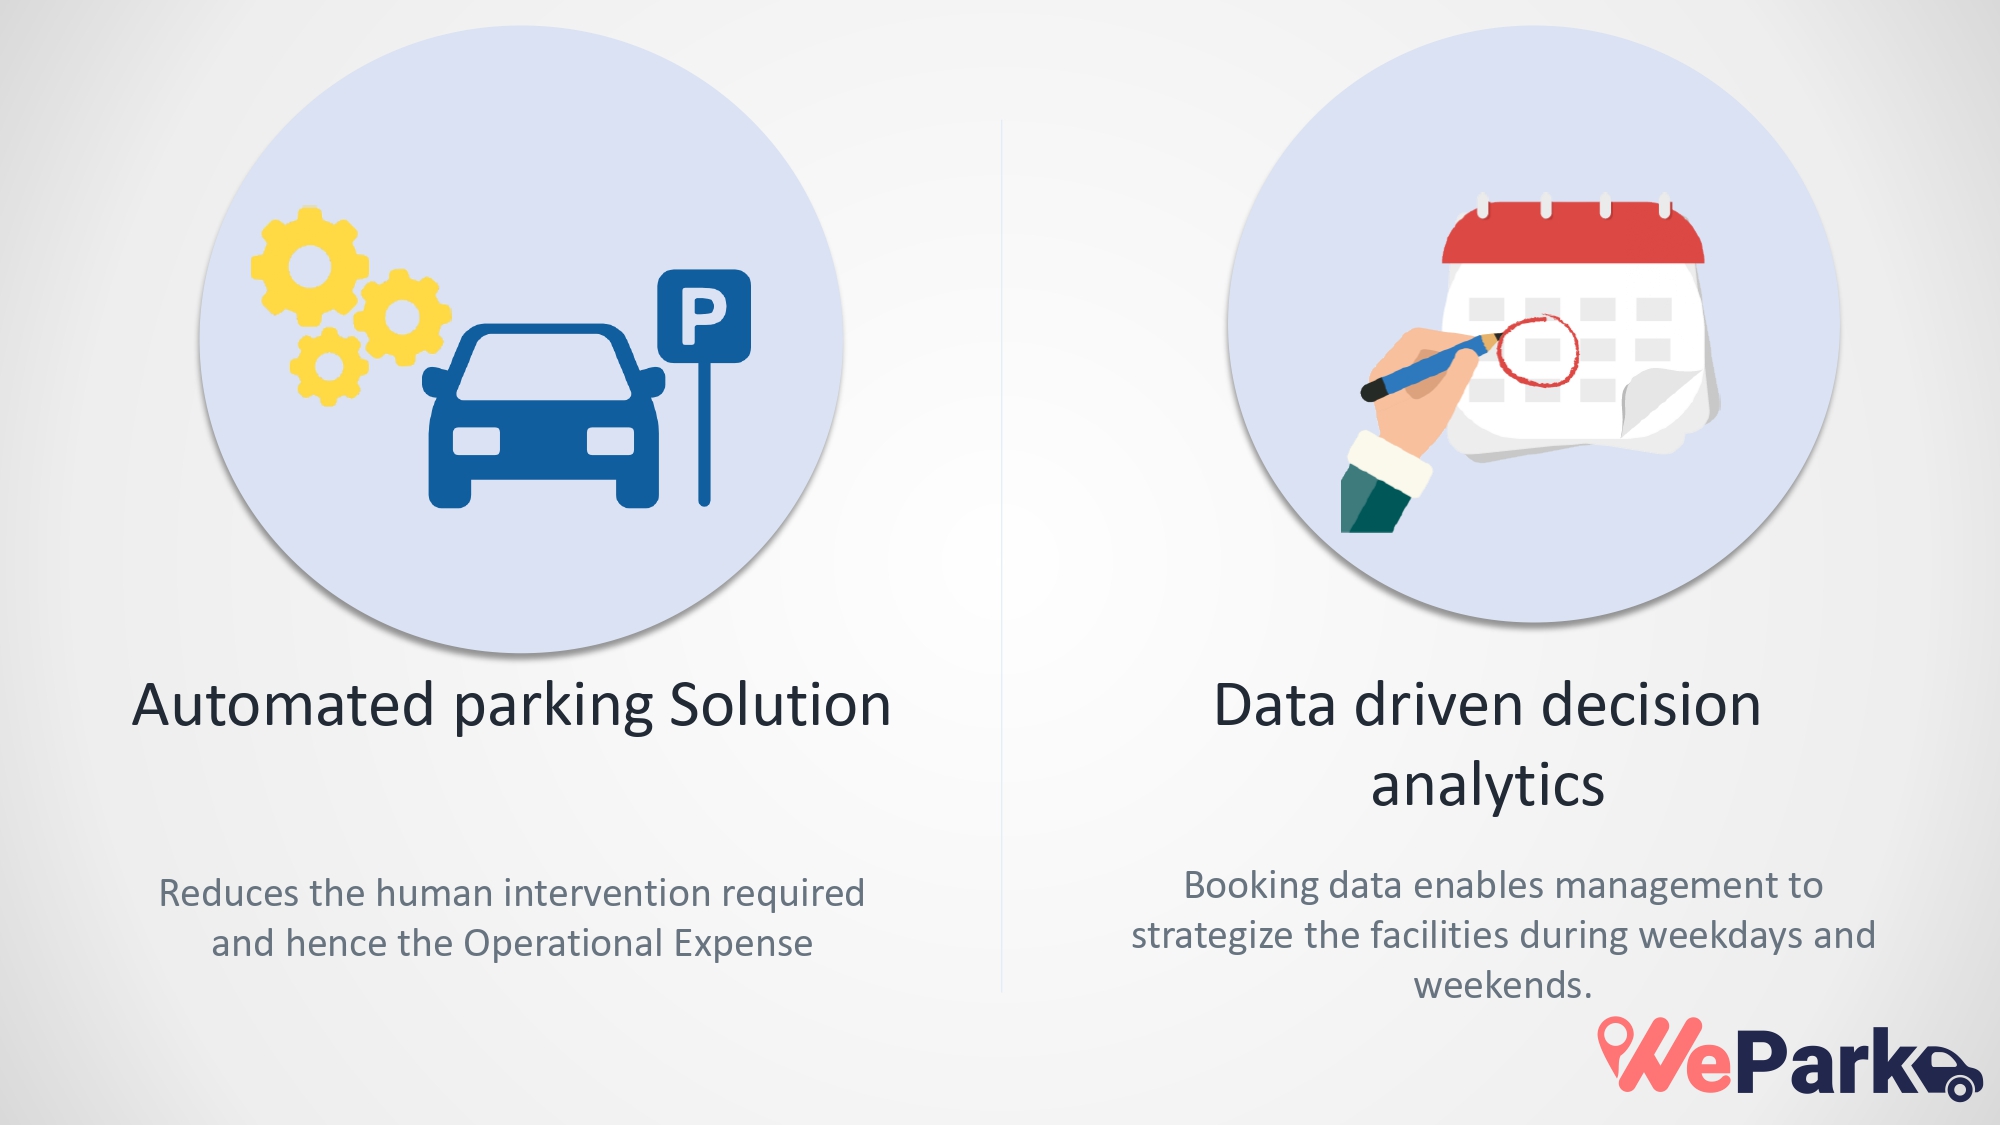 P
Automated parking Solution
Reduces the human intervention required
and hence the Operational Expense
Data driven decision
analytics
Booking data enables management to
strategize the facilities during weekdays and
weekends.
WePark